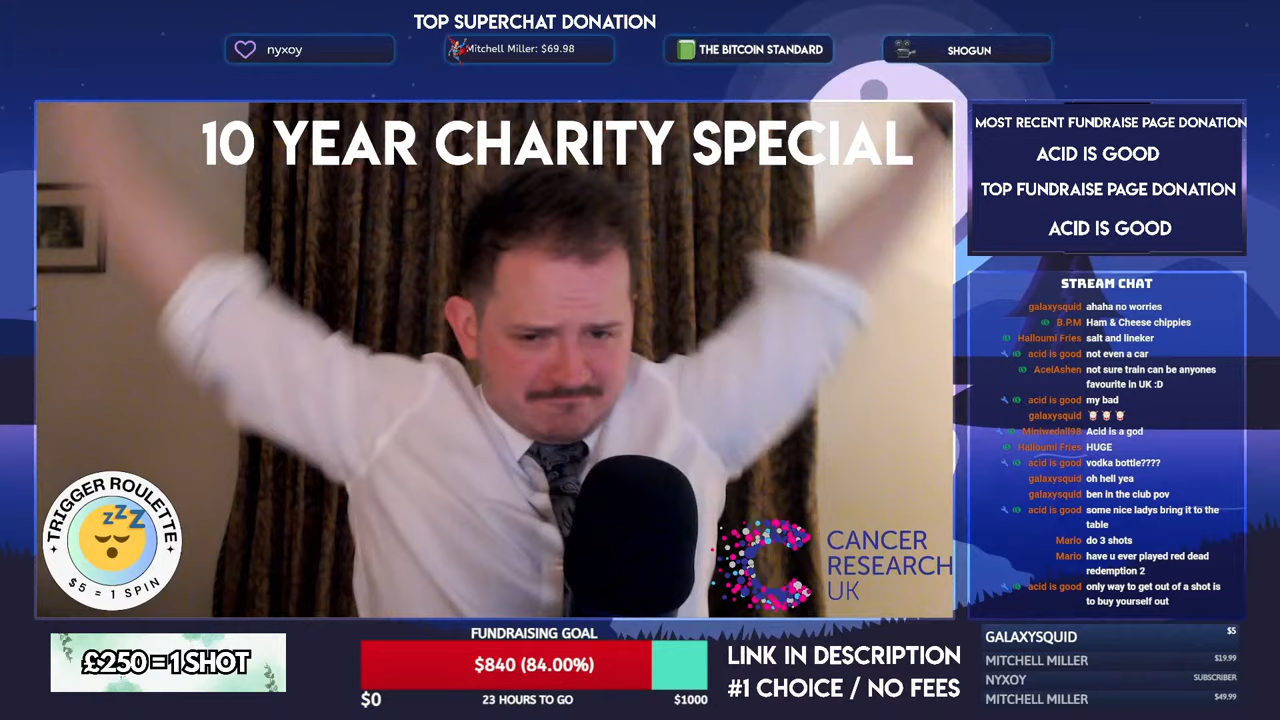 TOP SUPERCHAT DONATION
nyxoy
Mitchell Miller: $69.98
THE BITCOIN STANDARD
SHOGUN
10 YEAR CHARITY SPECIAL
MOST RECENT FUNDRAISE PAGE DONATION
ACID IS GOOD
TOP FUNDRAISE PAGE DONATION
ACID IS GOOD
STREAM CHAT
galaxysquid ahaha no worries
B.P.M Ham & Cheese chippies
Halloumi Fries salt and lineker
acid is good not even a car
AceiAshen not sure train can be anyones
favourite in UK :D
acid is good my bad
galaxysquid
Miniwedall98 Acid is a god
Halloumi Fries HUGE
acid is good vodka bottle????
galaxysquid oh hell yea
galaxysquid ben in the club pov
acid is good some nice ladys bring it to the
table
Mario do 3 shots
Mario have u ever played red dead
redemption 2
acid is good only way to get out of a shot is
to buy yourself out
TRIGGER ROULETTE
zzz
$5 = 1 SPIN
CANCER
RESEARCH
UK
£250 = 1 SHOT
FUNDRAISING GOAL
$840 (84.00%)
$0
23 HOURS TO GO
$1000
LINK IN DESCRIPTION
#1 CHOICE / NO FEES
GALAXYSQUID $5
MITCHELL MILLER $19.99
NYXOY SUBSCRIBER
MITCHELL MILLER $49.99